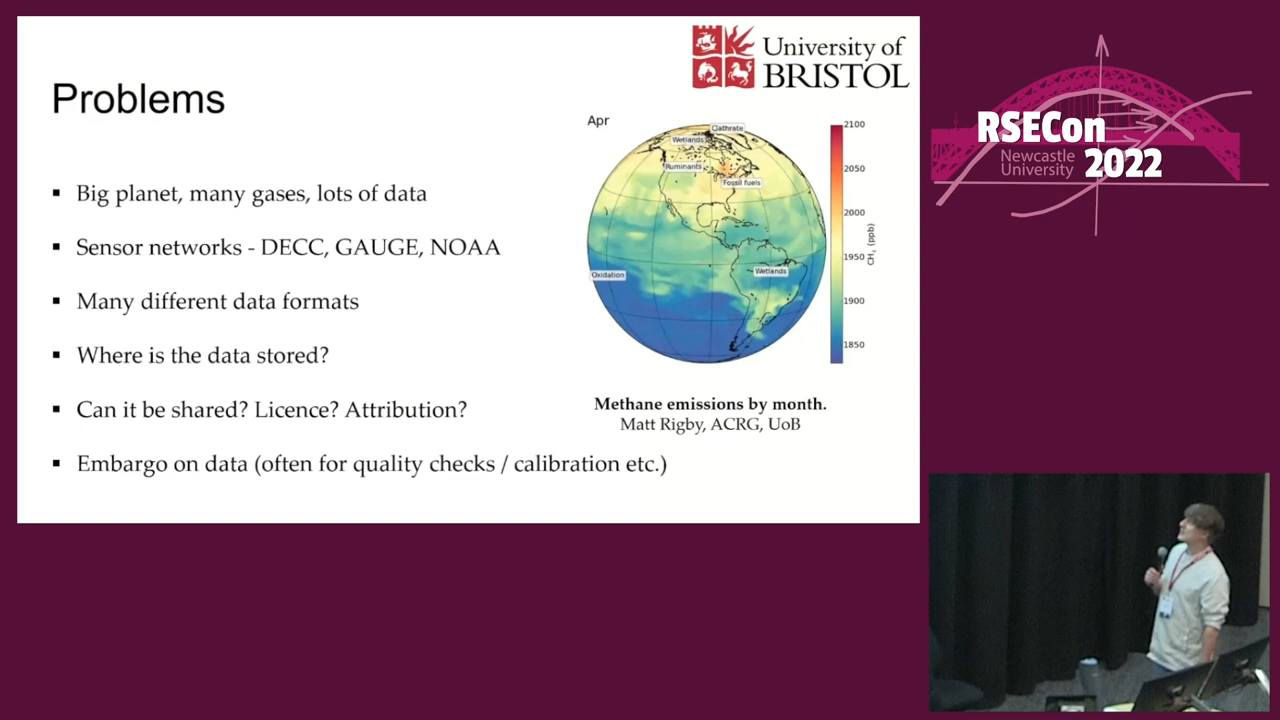 University of
BRISTOL
Problems
▪ Big planet, many gases, lots of data
▪ Sensor networks - DECC, GAUGE, NOAA
▪ Many different data formats
▪ Where is the data stored?
▪ Can it be shared? Licence? Attribution?
▪ Embargo on data (often for quality checks / calibration etc.)
Apr
Clathrate
Wetlands
Ruminants
Fossil fuels
Oxidation
Wetlands
2100
2050
2000
1950
1900
1850
CH₄ (ppb)
Methane emissions by month.
Matt Rigby, ACRG, UoB
RSECon
Newcastle
University
2022